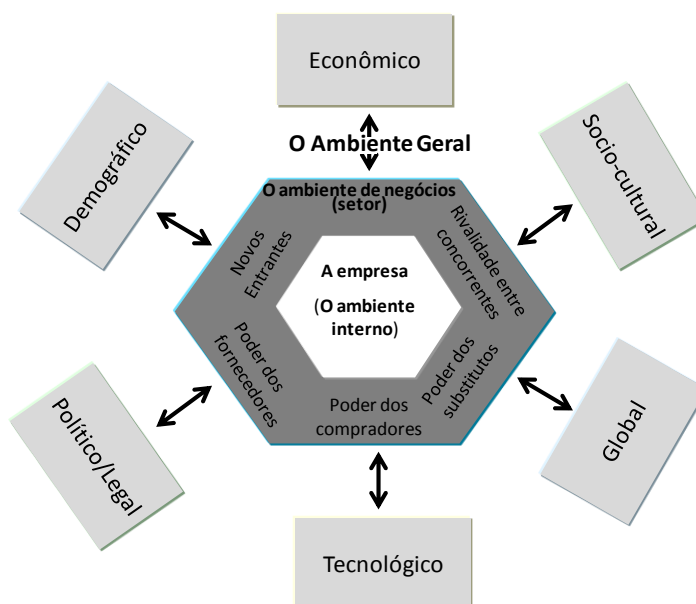 Econômico
O Ambiente Geral
Demográfico
Socio-cultural
O ambiente de negócios
(setor)
Novos
Entrantes
Rivalidade entre
concorrentes
A empresa
(O ambiente
interno)
Poder dos
fornecedores
Poder dos
substitutos
Poder dos
compradores
Político/Legal
Global
Tecnológico